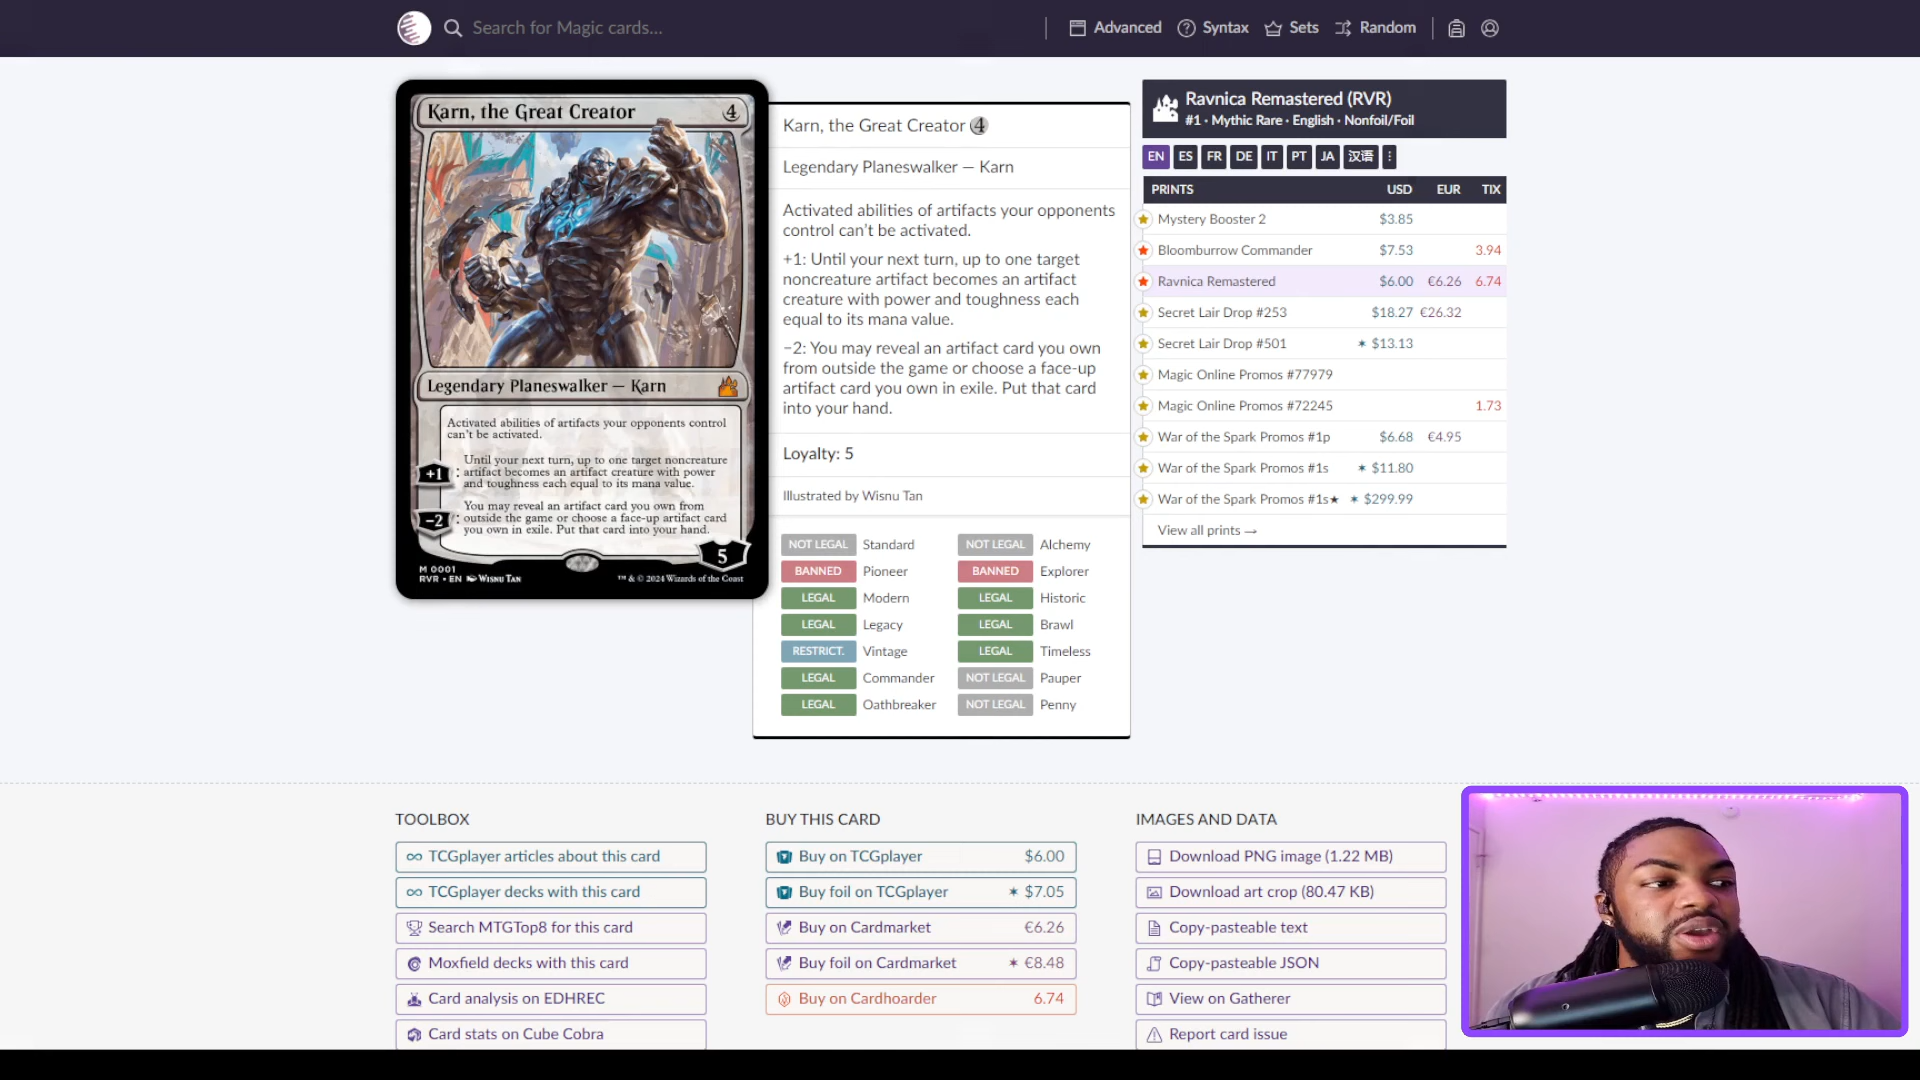 Search for Magic cards...
Advanced
Syntax
Sets
Random
Karn, the Great Creator 4
Legendary Planeswalker — Karn
Activated abilities of artifacts your opponents control
can't be activated.
+1 : Until your next turn, up to one target noncreature
artifact becomes an artifact creature with power
and toughness each equal to its mana value.
−2 : You may reveal an artifact card you own from
outside the game or choose a face-up artifact card
you own in exile. Put that card into your hand.
5
M 0001
RVR • EN Wisnu Tan
™ & © 2024 Wizards of the Coast
Karn, the Great Creator 4
Legendary Planeswalker — Karn
Activated abilities of artifacts your opponents
control can't be activated.
+1: Until your next turn, up to one target
noncreature artifact becomes an artifact
creature with power and toughness each
equal to its mana value.
−2: You may reveal an artifact card you own
from outside the game or choose a face-up
artifact card you own in exile. Put that card
into your hand.
Loyalty: 5
Illustrated by Wisnu Tan
NOT LEGAL Standard NOT LEGAL Alchemy
BANNED Pioneer BANNED Explorer
LEGAL Modern LEGAL Historic
LEGAL Legacy LEGAL Brawl
RESTRICT. Vintage LEGAL Timeless
LEGAL Commander NOT LEGAL Pauper
LEGAL Oathbreaker NOT LEGAL Penny
Ravnica Remastered (RVR)
#1 · Mythic Rare · English · Nonfoil/Foil
EN ES FR DE IT PT JA 汉语 ⋮
PRINTS USD EUR TIX
Mystery Booster 2 $3.85
Bloomburrow Commander $7.53 3.94
Ravnica Remastered $6.00 €6.26 6.74
Secret Lair Drop #253 $18.27 €26.32
Secret Lair Drop #501 ✶ $13.13
Magic Online Promos #77979
Magic Online Promos #72245 1.73
War of the Spark Promos #1p $6.68 €4.95
War of the Spark Promos #1s ✶ $11.80
War of the Spark Promos #1s★ ✶ $299.99
View all prints →
TOOLBOX
TCGplayer articles about this card
TCGplayer decks with this card
Search MTGTop8 for this card
Moxfield decks with this card
Card analysis on EDHREC
Card stats on Cube Cobra
BUY THIS CARD
Buy on TCGplayer $6.00
Buy foil on TCGplayer ✶ $7.05
Buy on Cardmarket €6.26
Buy foil on Cardmarket ✶ €8.48
Buy on Cardhoarder 6.74
IMAGES AND DATA
Download PNG image (1.22 MB)
Download art crop (80.47 KB)
Copy-pasteable text
Copy-pasteable JSON
View on Gatherer
Report card issue